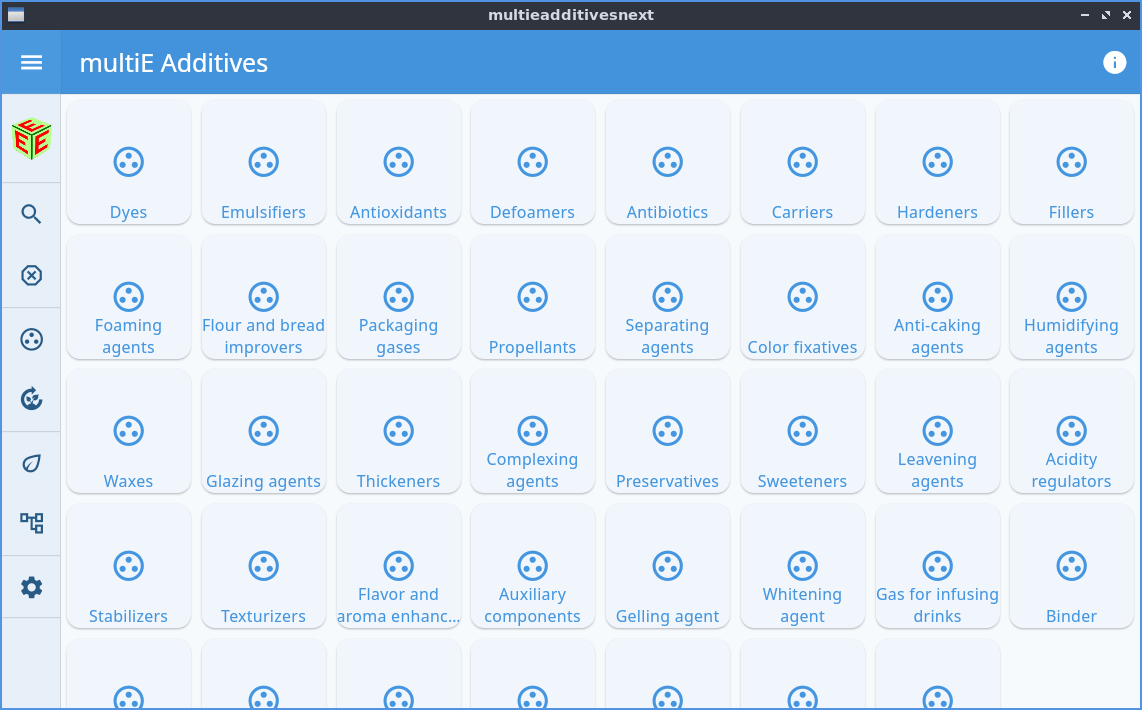 multieadditivesnext
multiE Additives
EEE
Dyes
Emulsifiers
Antioxidants
Defoamers
Antibiotics
Carriers
Hardeners
Fillers
Foaming
agents
Flour and bread
improvers
Packaging
gases
Propellants
Separating
agents
Color fixatives
Anti-caking
agents
Humidifying
agents
Waxes
Glazing agents
Thickeners
Complexing
agents
Preservatives
Sweeteners
Leavening
agents
Acidity
regulators
Stabilizers
Texturizers
Flavor and
aroma enhanc...
Auxiliary
components
Gelling agent
Whitening
agent
Gas for infusing
drinks
Binder